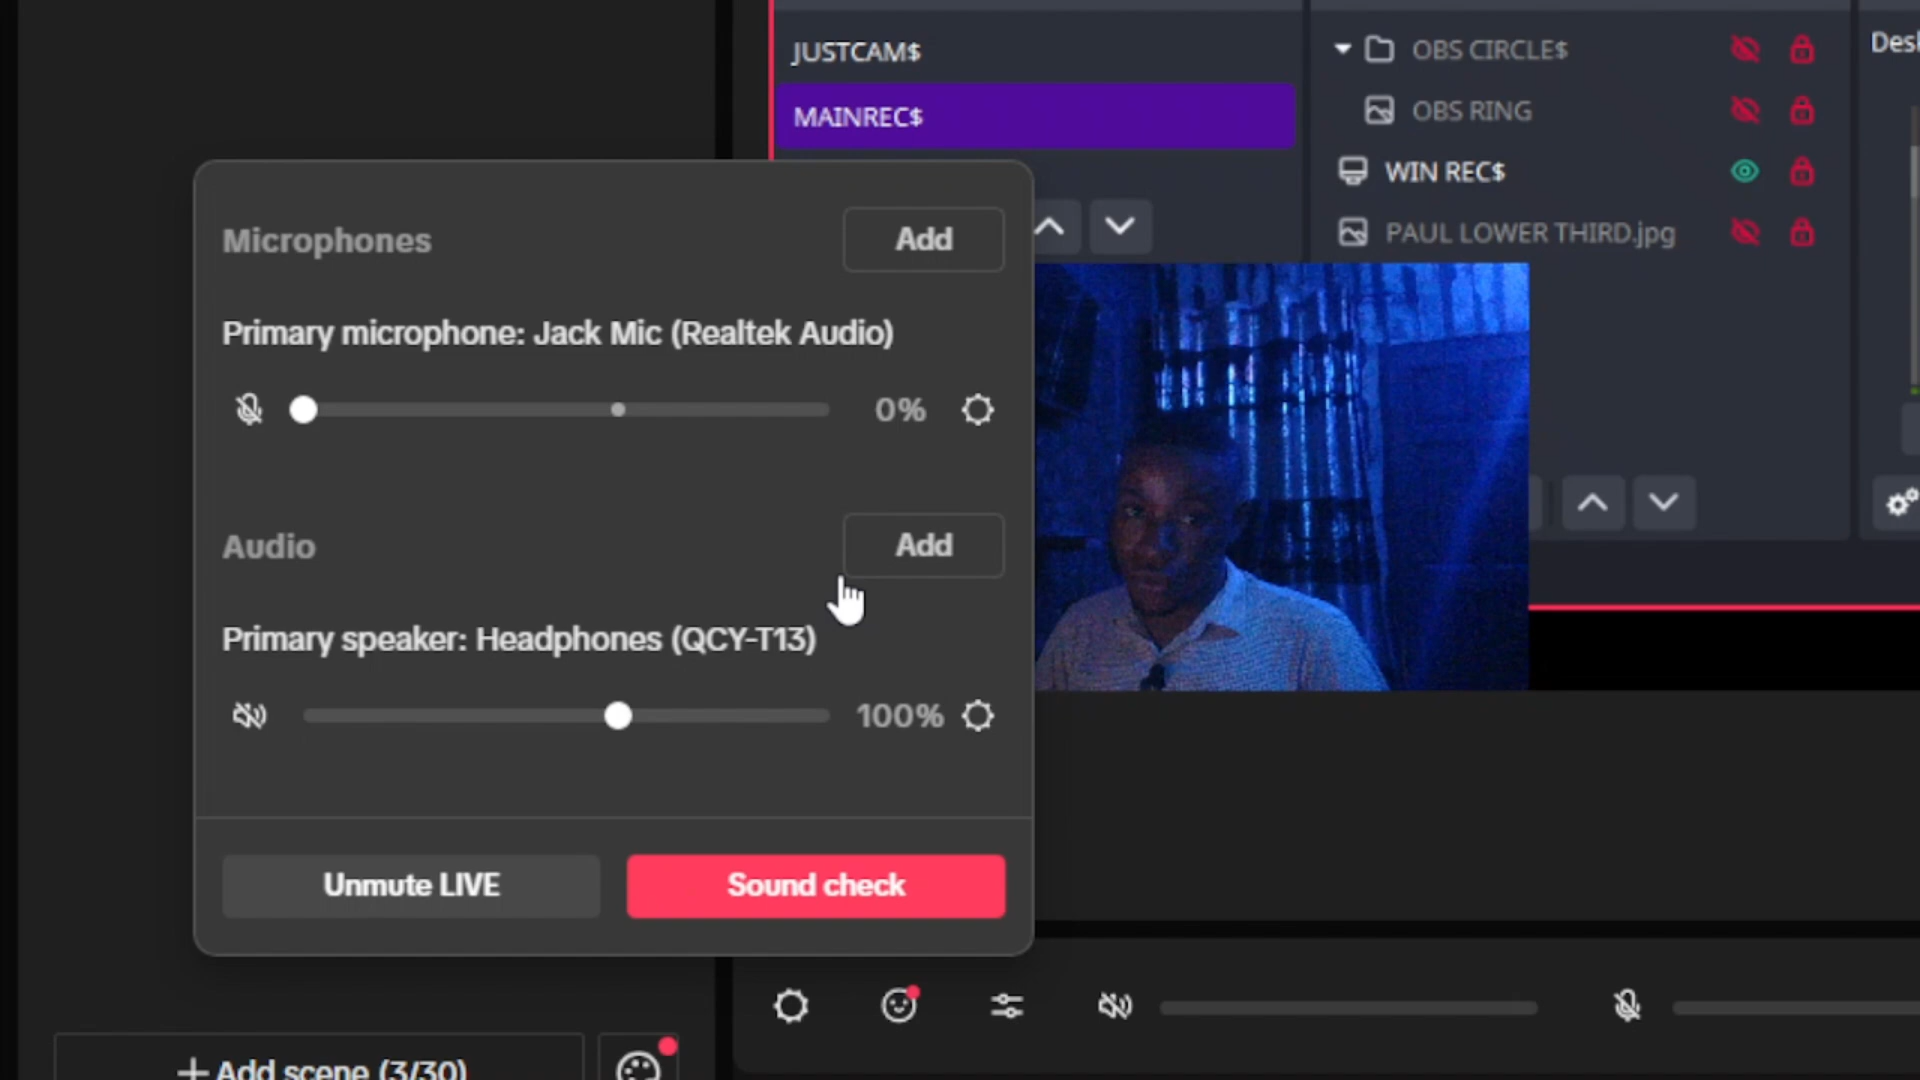 JUSTCAM$
MAINREC$
OBS CIRCLE$
OBS RING
WIN REC$
PAUL LOWER THIRD.jpg
Microphones
Add
Primary microphone: Jack Mic (Realtek Audio)
0%
Audio
Add
Primary speaker: Headphones (QCY-T13)
100%
Unmute LIVE
Sound check
Add scene (3/30)